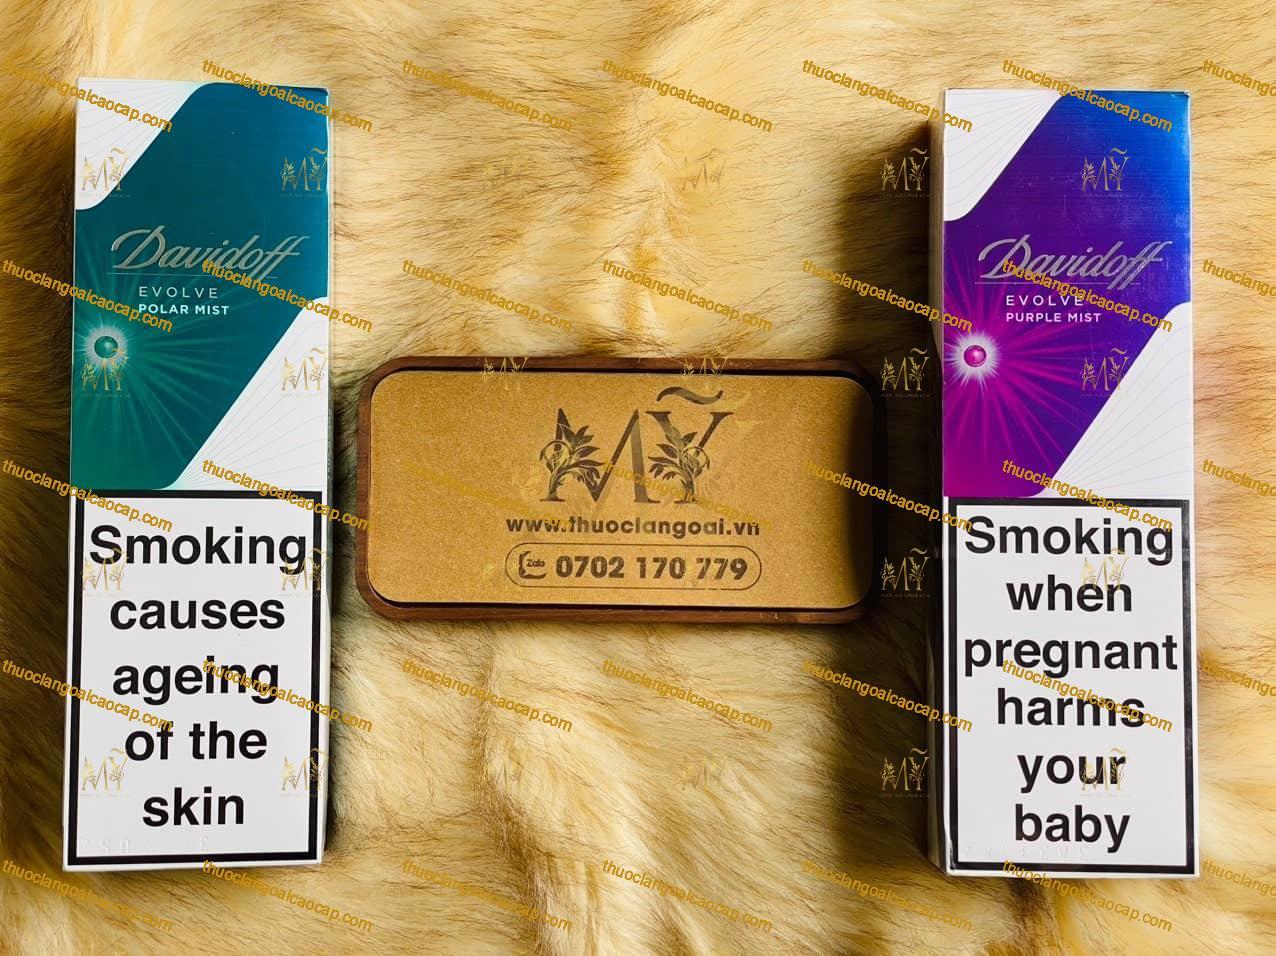 Davidoff
EVOLVE
POLAR MIST
Smoking
causes
ageing
of the
skin
MỸ
www.thuoclangoai.vn
Zalo
0702 170 779
Davidoff
EVOLVE
PURPLE MIST
Smoking
when
pregnant
harms
your
baby
thuoclangoaicaocap.com